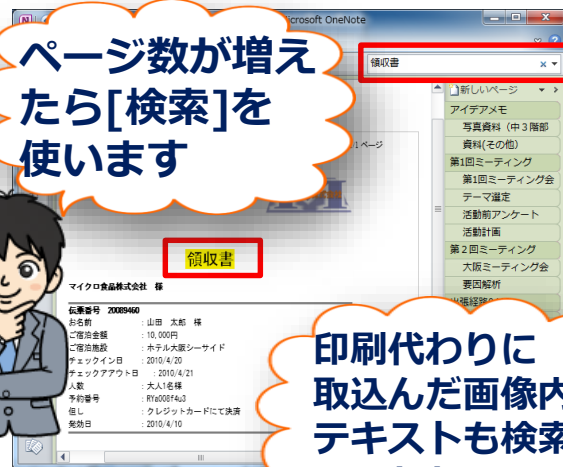 Microsoft OneNote
ページ数が増え
たら[検索]を
使います
領収書
新しいページ
アイデアメモ
写真資料（中３階部
資料(その他)
第1回ミーティング
第1回ミーティング会
テーマ選定
活動前アンケート
活動計画
第２回ミーティング
大阪ミーティング会
要因解析
ページ
領収書
マイクロ食品株式会社　様
伝票番号 20089460
お名前 : 山田　太郎　様
ご宿泊金額 : 10,000円
ご宿泊施設 : ホテル大阪シーサイド
チェックイン日 : 2010/4/20
チェックアアウト日 : 2010/4/21
人数 : 大人1名様
予約番号 : RYa008f4u3
但し : クレジットカードにて決済
発効日 : 2010/4/10
印刷代わりに
取込んだ画像内
テキストも検索